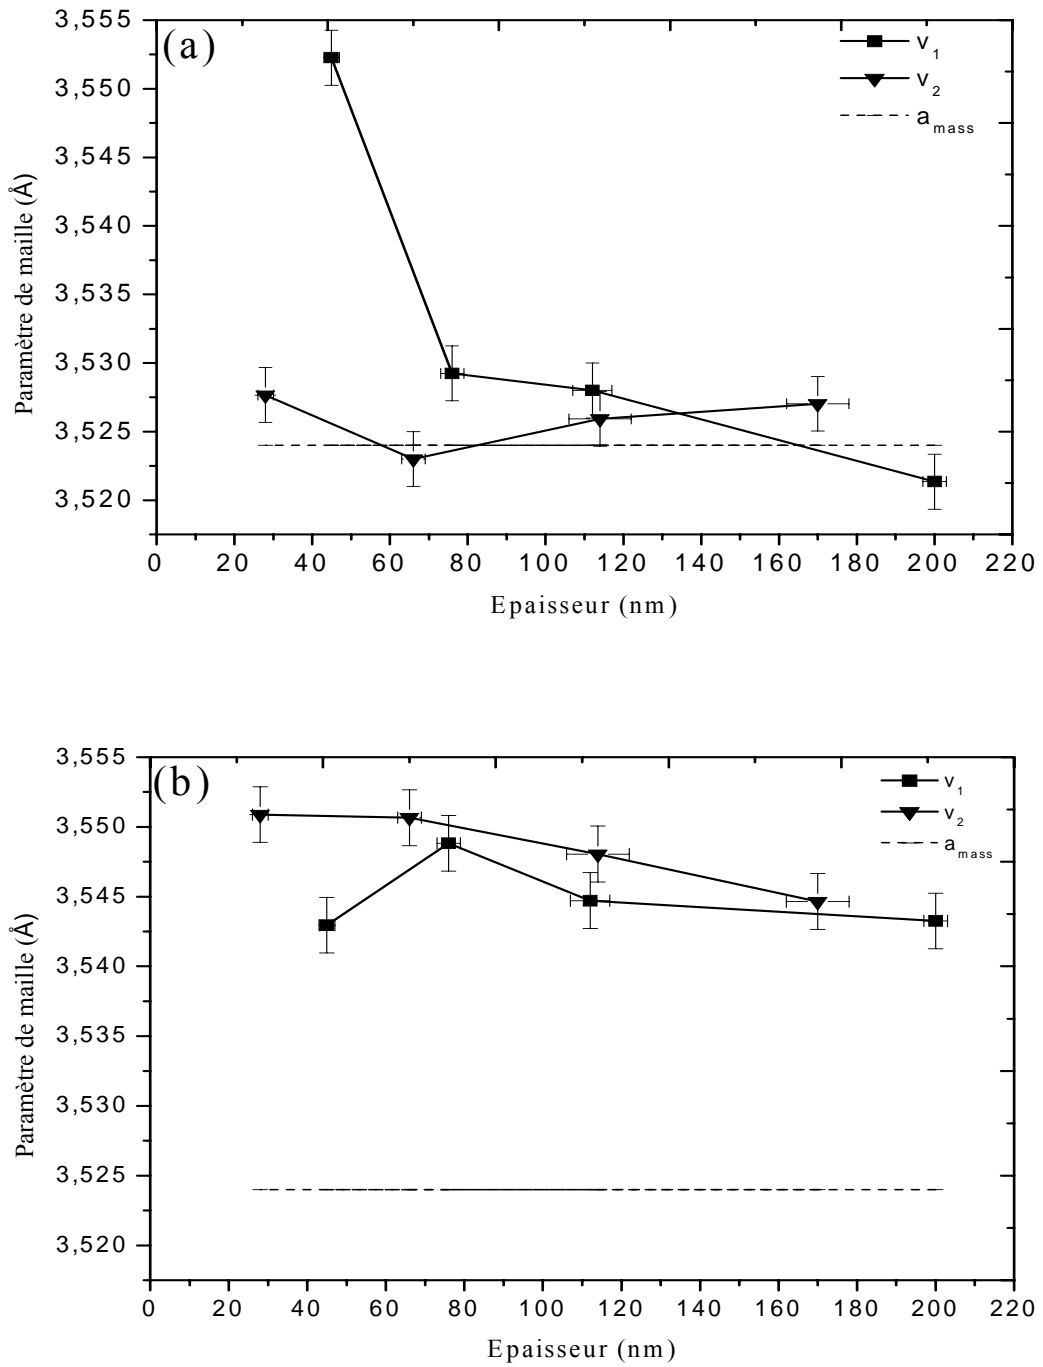 (a)
v1
v2
amass
3,555
3,550
3,545
3,540
3,535
3,530
3,525
3,520
Paramètre de maille (Å)
0 20 40 60 80 100 120 140 160 180 200 220
Epaisseur (nm)
(b)
v1
v2
amass
3,555
3,550
3,545
3,540
3,535
3,530
3,525
3,520
Paramètre de maille (Å)
0 20 40 60 80 100 120 140 160 180 200 220
Epaisseur (nm)